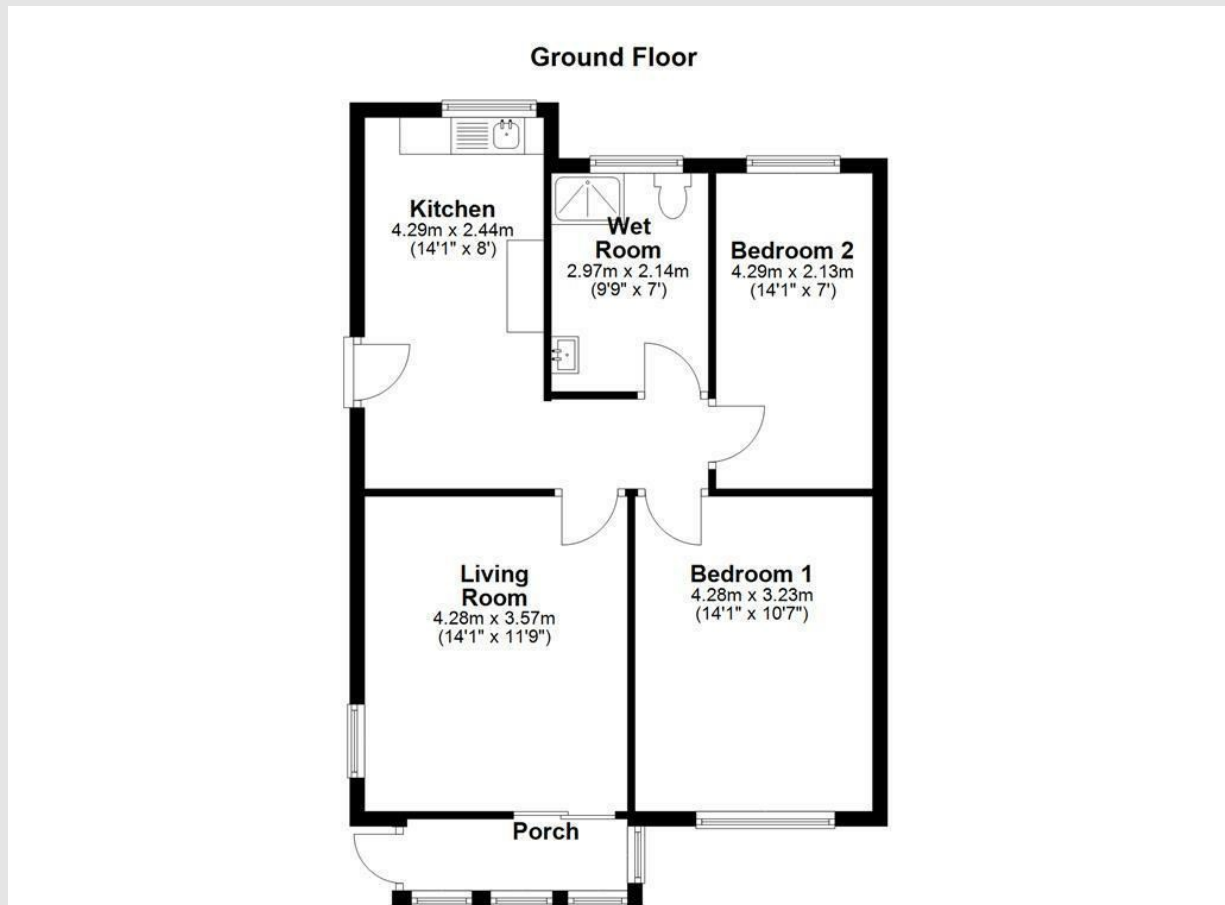 Ground Floor
Kitchen
4.29m x 2.44m
(14'1" x 8')
Wet
Room
2.97m x 2.14m
(9'9" x 7')
Bedroom 2
4.29m x 2.13m
(14'1" x 7')
Living
Room
4.28m x 3.57m
(14'1" x 11'9")
Bedroom 1
4.28m x 3.23m
(14'1" x 10'7")
Porch